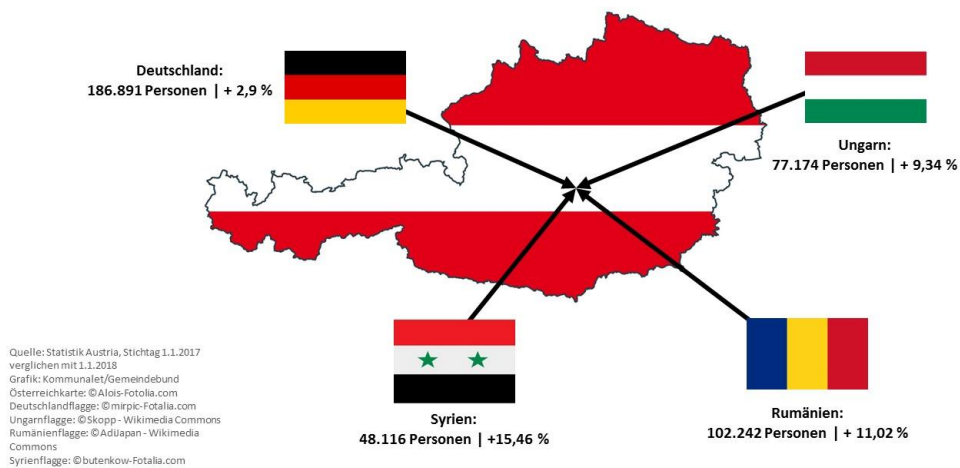 Deutschland:
186.891 Personen | + 2,9 %
Ungarn:
77.174 Personen | + 9,34 %
Syrien:
48.116 Personen | +15,46 %
Rumänien:
102.242 Personen | + 11,02 %
Quelle: Statistik Austria, Stichtag 1.1.2017
verglichen mit 1.1.2018
Grafik: Kommunalet/Gemeindebund
Österreichkarte: ©Alois-Fotolia.com
Deutschlandflagge: ©mirpic-Fotalia.com
Ungarnflagge: ©Skopp - Wikimedia Commons
Rumänienflagge: ©AdiJapan - Wikimedia
Commons
Syrienflagge: ©butenkow-Fotalia.com